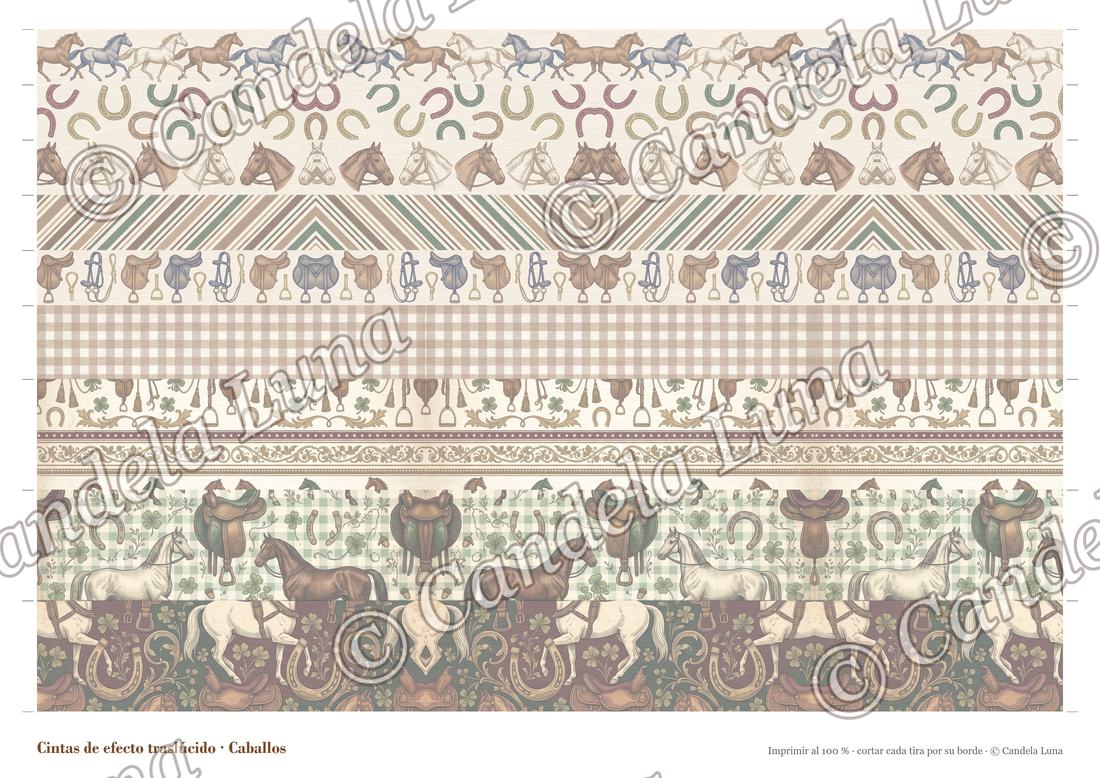 © Candela Luna
© Candela Luna
© Candela Luna
© Candela Luna
Cintas de efecto traslúcido · Caballos
Imprimir al 100 % · cortar cada tira por su borde · © Candela Luna